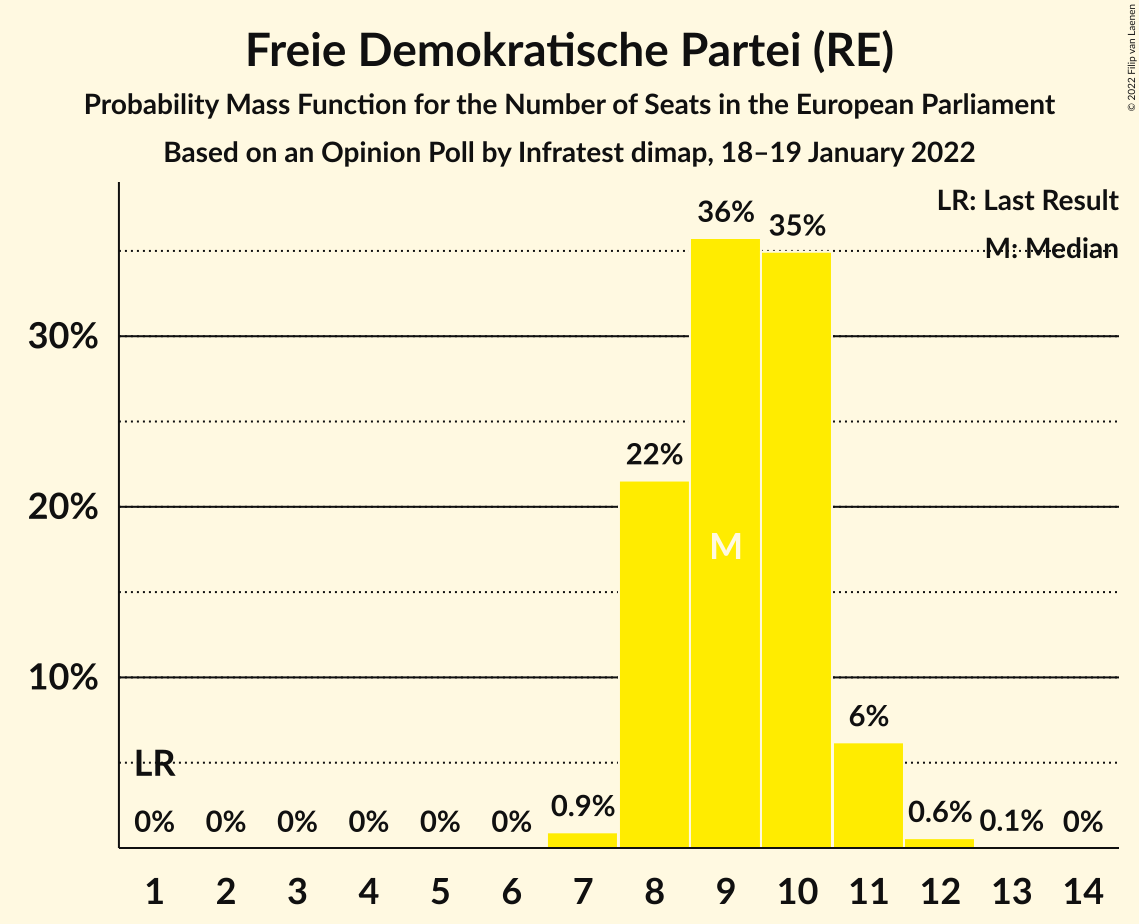 Freie Demokratische Partei (RE)
Probability Mass Function for the Number of Seats in the European Parliament
Based on an Opinion Poll by Infratest dimap, 18–19 January 2022
© 2022 Filip van Laenen
LR: Last Result
M: Median
36%
35%
30%
22%
20%
M
10%
6%
LR
0% 0% 0% 0% 0% 0% 0.9% 0.6% 0.1% 0%
1 2 3 4 5 6 7 8 9 10 11 12 13 14